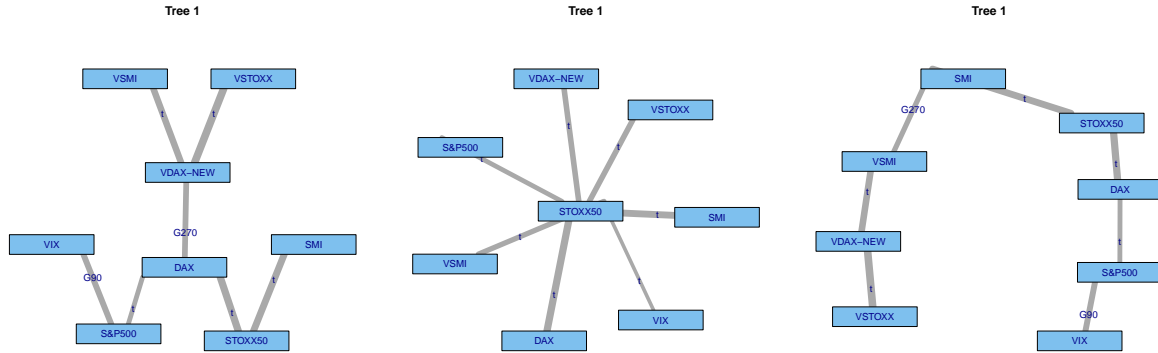 Tree 1
VSMI
VSTOXX
t
t
VDAX−NEW
G270
VIX
SMI
DAX
G90
t
t
t
S&P500
STOXX50
Tree 1
VDAX−NEW
VSTOXX
t
t
S&P500
t
STOXX50
SMI
t
t
VSMI
t
t
VIX
DAX
Tree 1
SMI
G270
t
STOXX50
VSMI
t
DAX
t
VDAX−NEW
t
S&P500
t
VSTOXX
G90
VIX